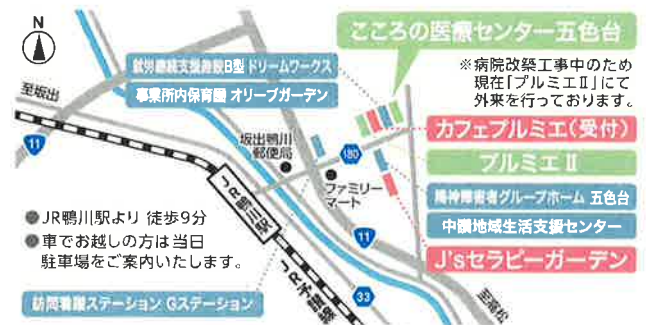 N
こころの医療センター五色台
就労継続支援施設B型 ドリームワークス
※病院改築工事中のため
現在「プルミエⅡ」にて
外来を行っております。
至坂出
事業所内保育園 オリーブガーデン
カフェプルミエ(受付)
11
坂出鴨川
郵便局
180
プルミエⅡ
ファミリー
マート
精神障害者グループホーム 五色台
JR鴨川駅
●JR鴨川駅より 徒歩9分
中讃地域生活支援センター
●車でお越しの方は当日
駐車場をご案内いたします。
11
J'sセラピーガーデン
JR予讃線
訪問看護ステーション Gステーション
33
至高松